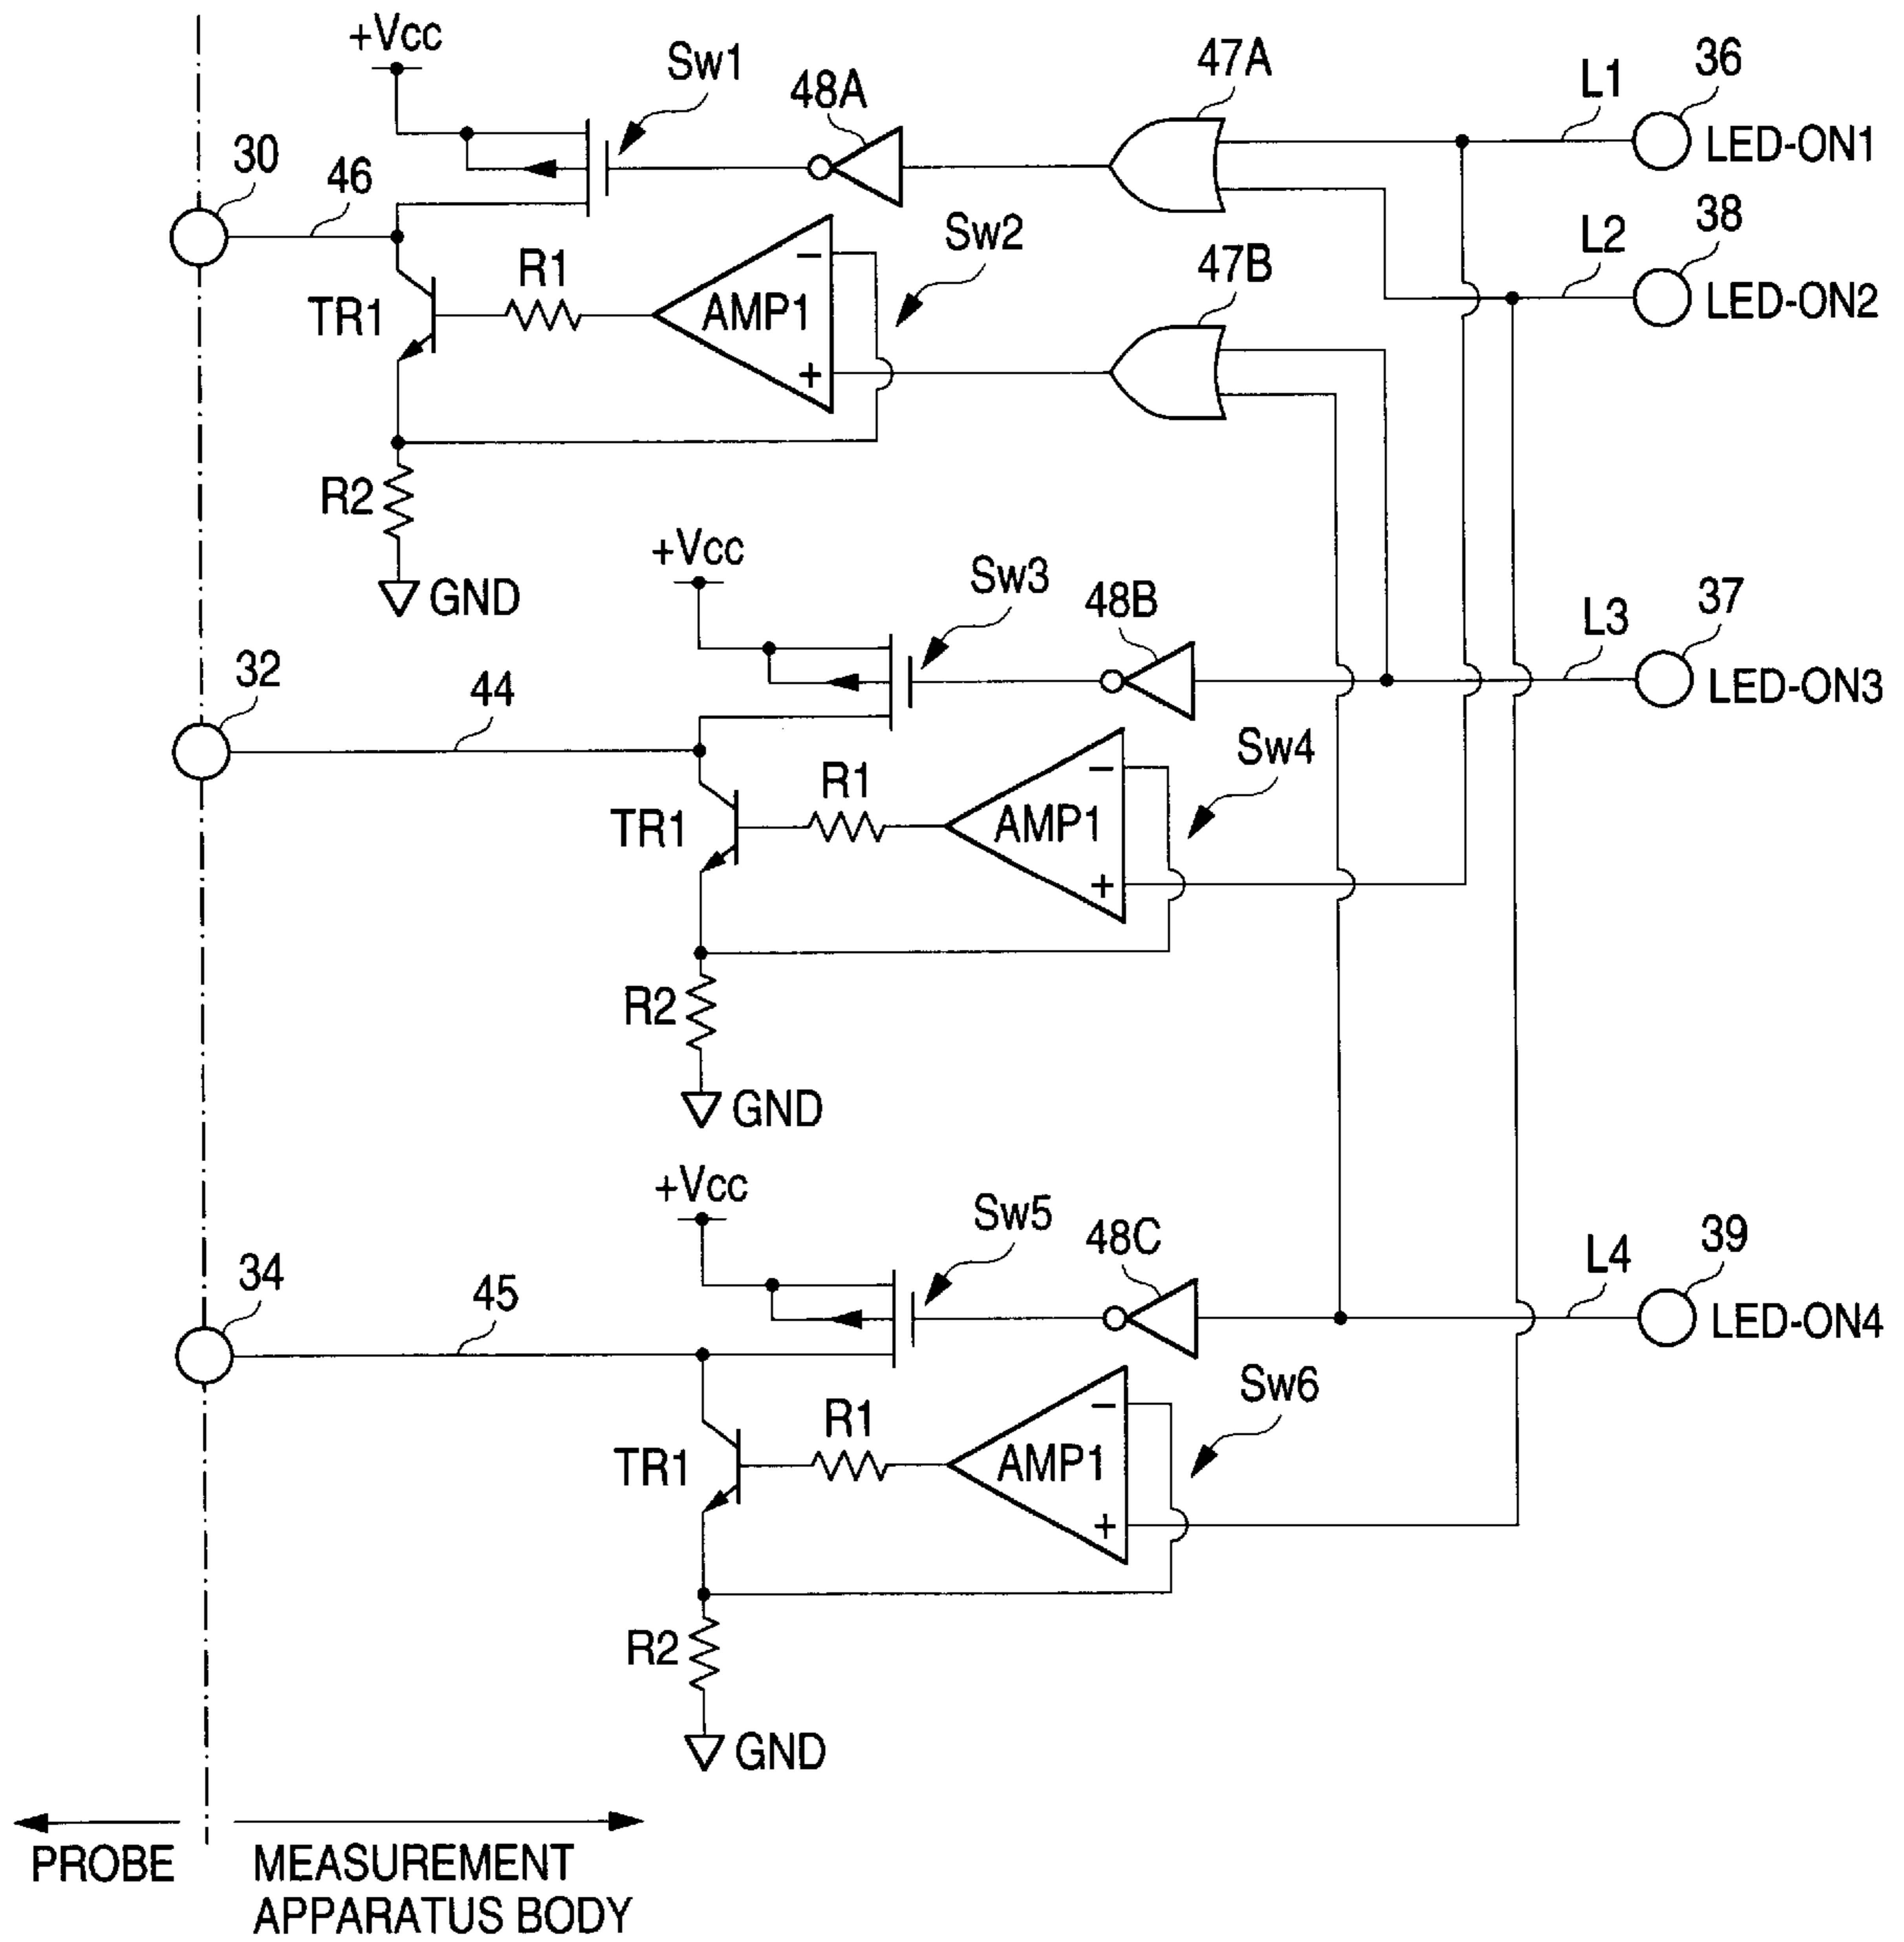 +Vcc
Sw1
48A
47A
L1
36
LED-ON1
30
46
38
L2
LED-ON2
Sw2
47B
R1
TR1
AMP1
−
+
R2
GND
+Vcc
Sw3
48B
L3
37
LED-ON3
32
44
Sw4
R1
TR1
AMP1
−
+
R2
GND
+Vcc
Sw5
48C
L4
39
LED-ON4
34
45
Sw6
R1
TR1
AMP1
−
+
R2
GND
PROBE
MEASUREMENT
APPARATUS BODY